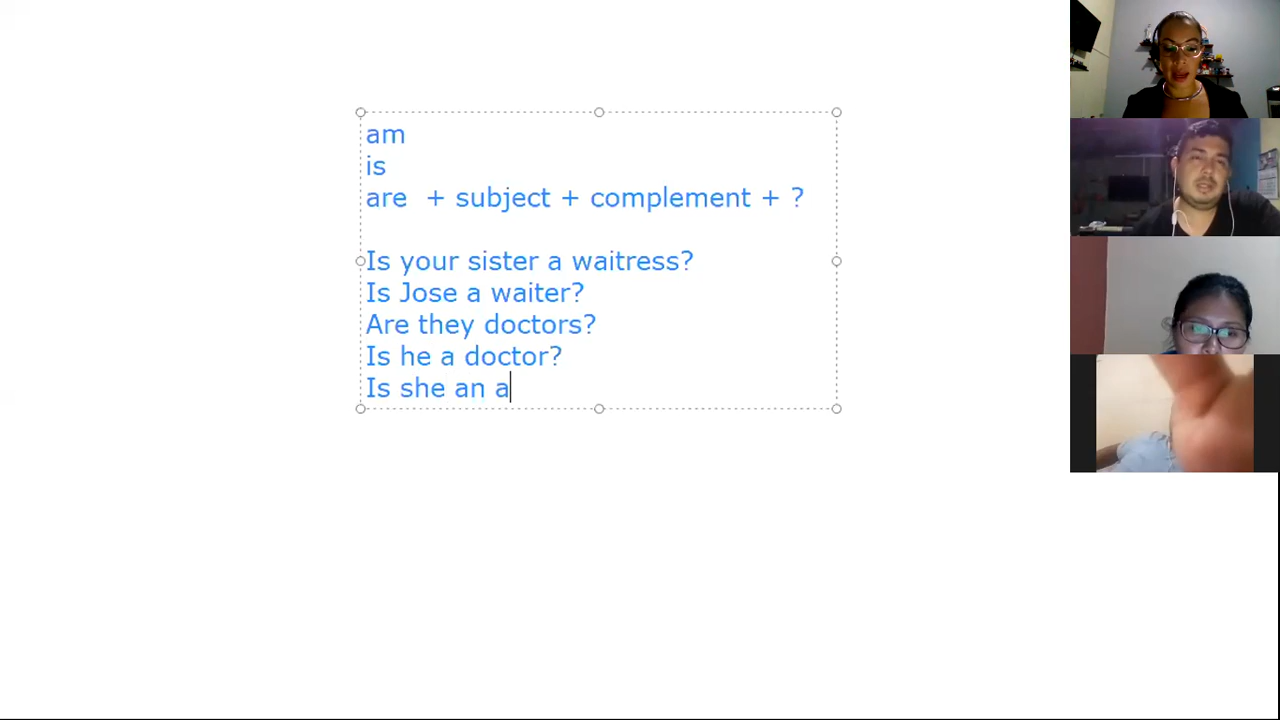 am
is
are + subject + complement + ?
Is your sister a waitress?
Is Jose a waiter?
Are they doctors?
Is he a doctor?
Is she an a